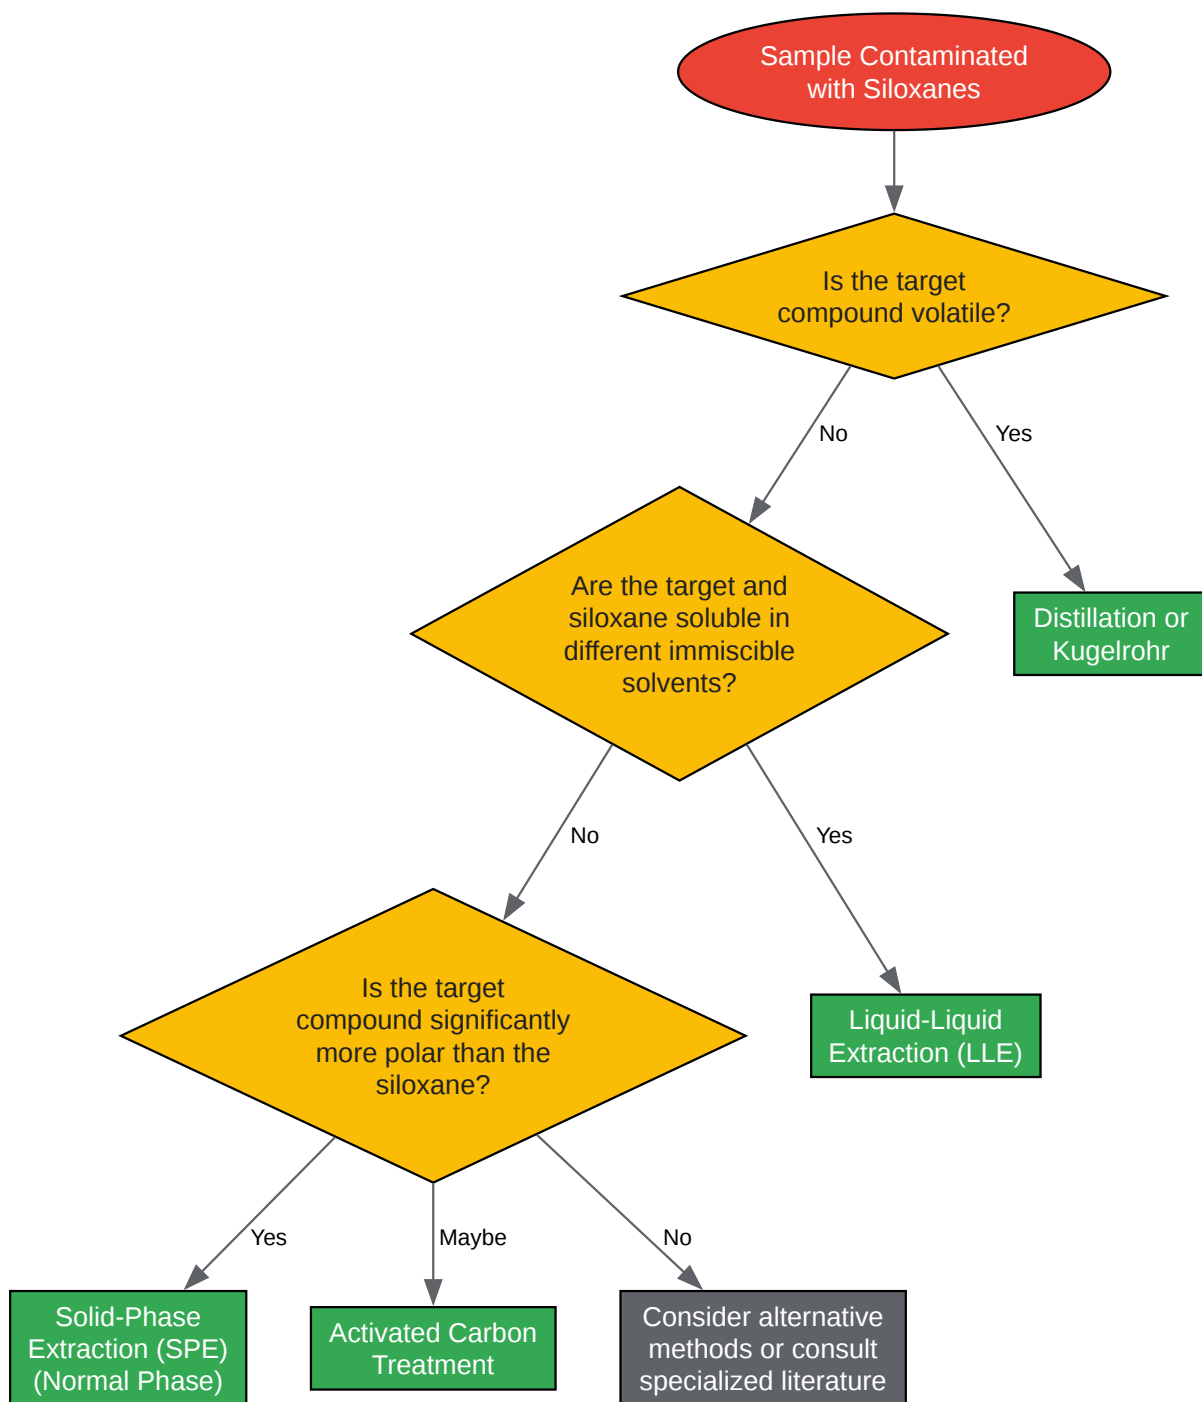 Sample Contaminated
with Siloxanes
Is the target
compound volatile?
No
Yes
Are the target and
siloxane soluble in
different immiscible
solvents?
Distillation or
Kugelrohr
No
Yes
Is the target
compound significantly
more polar than the
siloxane?
Liquid-Liquid
Extraction (LLE)
Yes
Maybe
No
Solid-Phase
Extraction (SPE)
(Normal Phase)
Activated Carbon
Treatment
Consider alternative
methods or consult
specialized literature